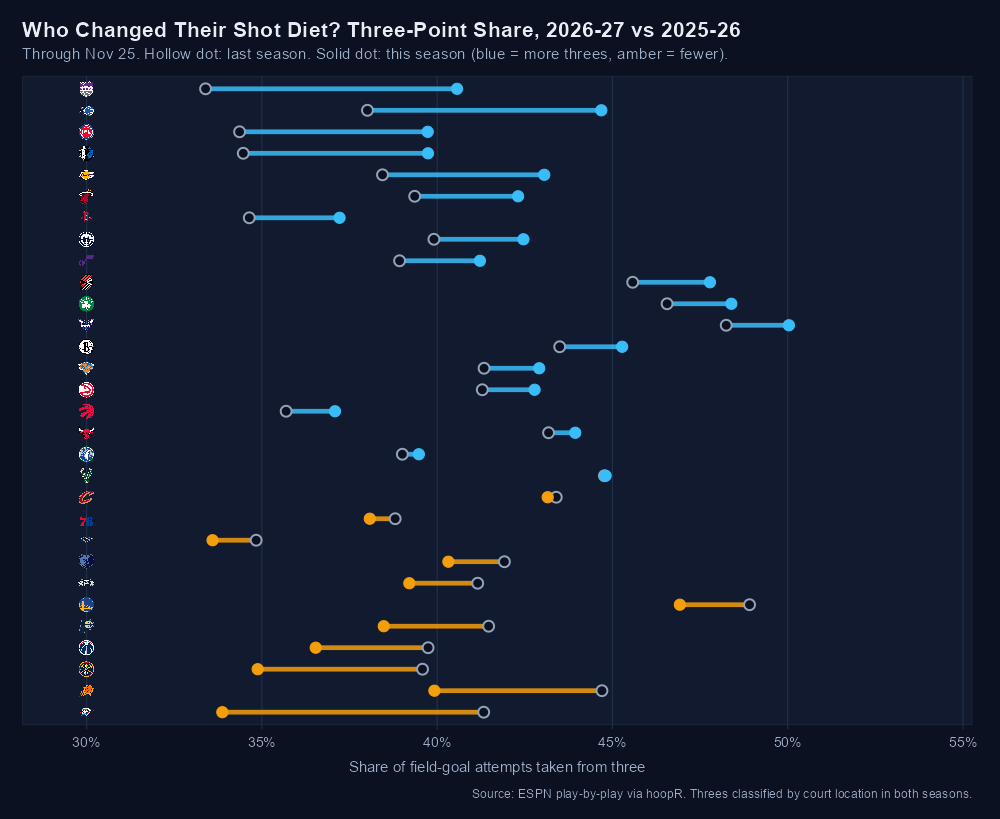 Who Changed Their Shot Diet? Three-Point Share, 2026-27 vs 2025-26
Through Nov 25. Hollow dot: last season. Solid dot: this season (blue = more threes, amber = fewer).
30% 35% 40% 45% 50% 55%
Share of field-goal attempts taken from three
Source: ESPN play-by-play via hoopR. Threes classified by court location in both seasons.